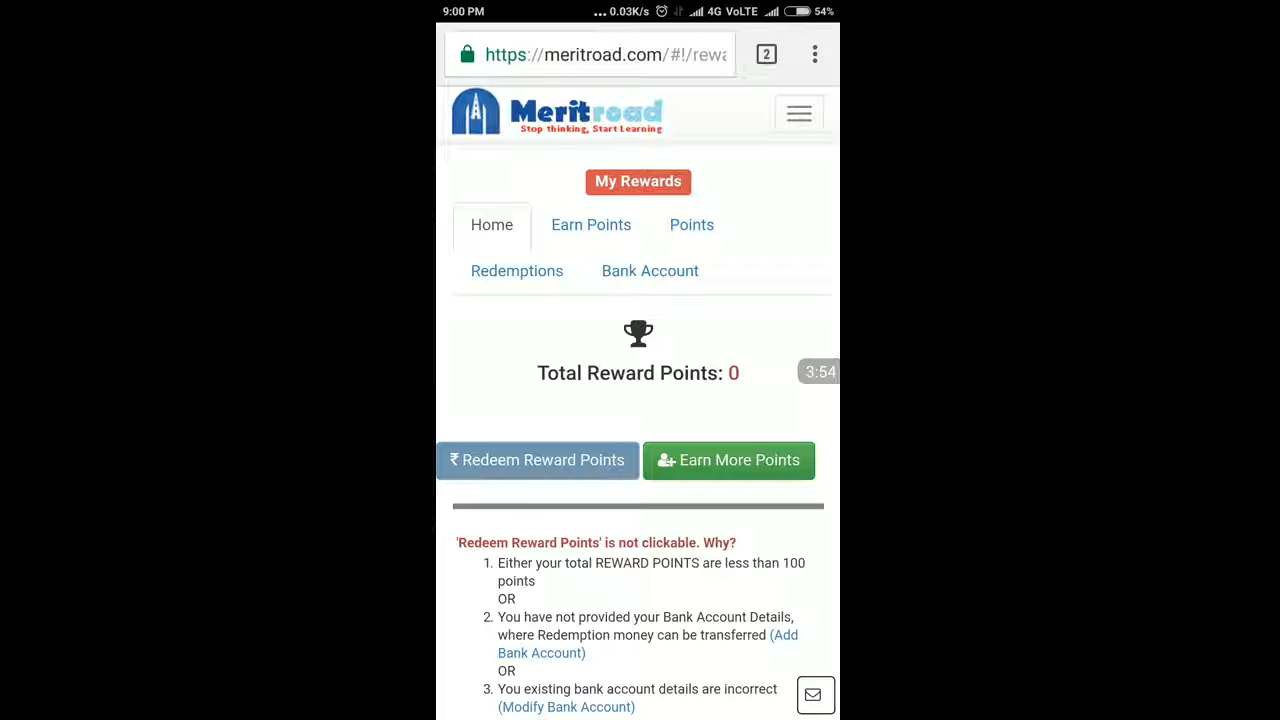 9:00 PM ... 0.03K/s 4G VoLTE 54%
https://meritroad.com/#!/rewa 2
Meritroad
Stop thinking, Start Learning
My Rewards
Home Earn Points Points
Redemptions Bank Account
Total Reward Points: 0
3:54
₹ Redeem Reward Points Earn More Points
'Redeem Reward Points' is not clickable. Why?
1. Either your total REWARD POINTS are less than 100
points
OR
2. You have not provided your Bank Account Details,
where Redemption money can be transferred (Add
Bank Account)
OR
3. You existing bank account details are incorrect
(Modify Bank Account)